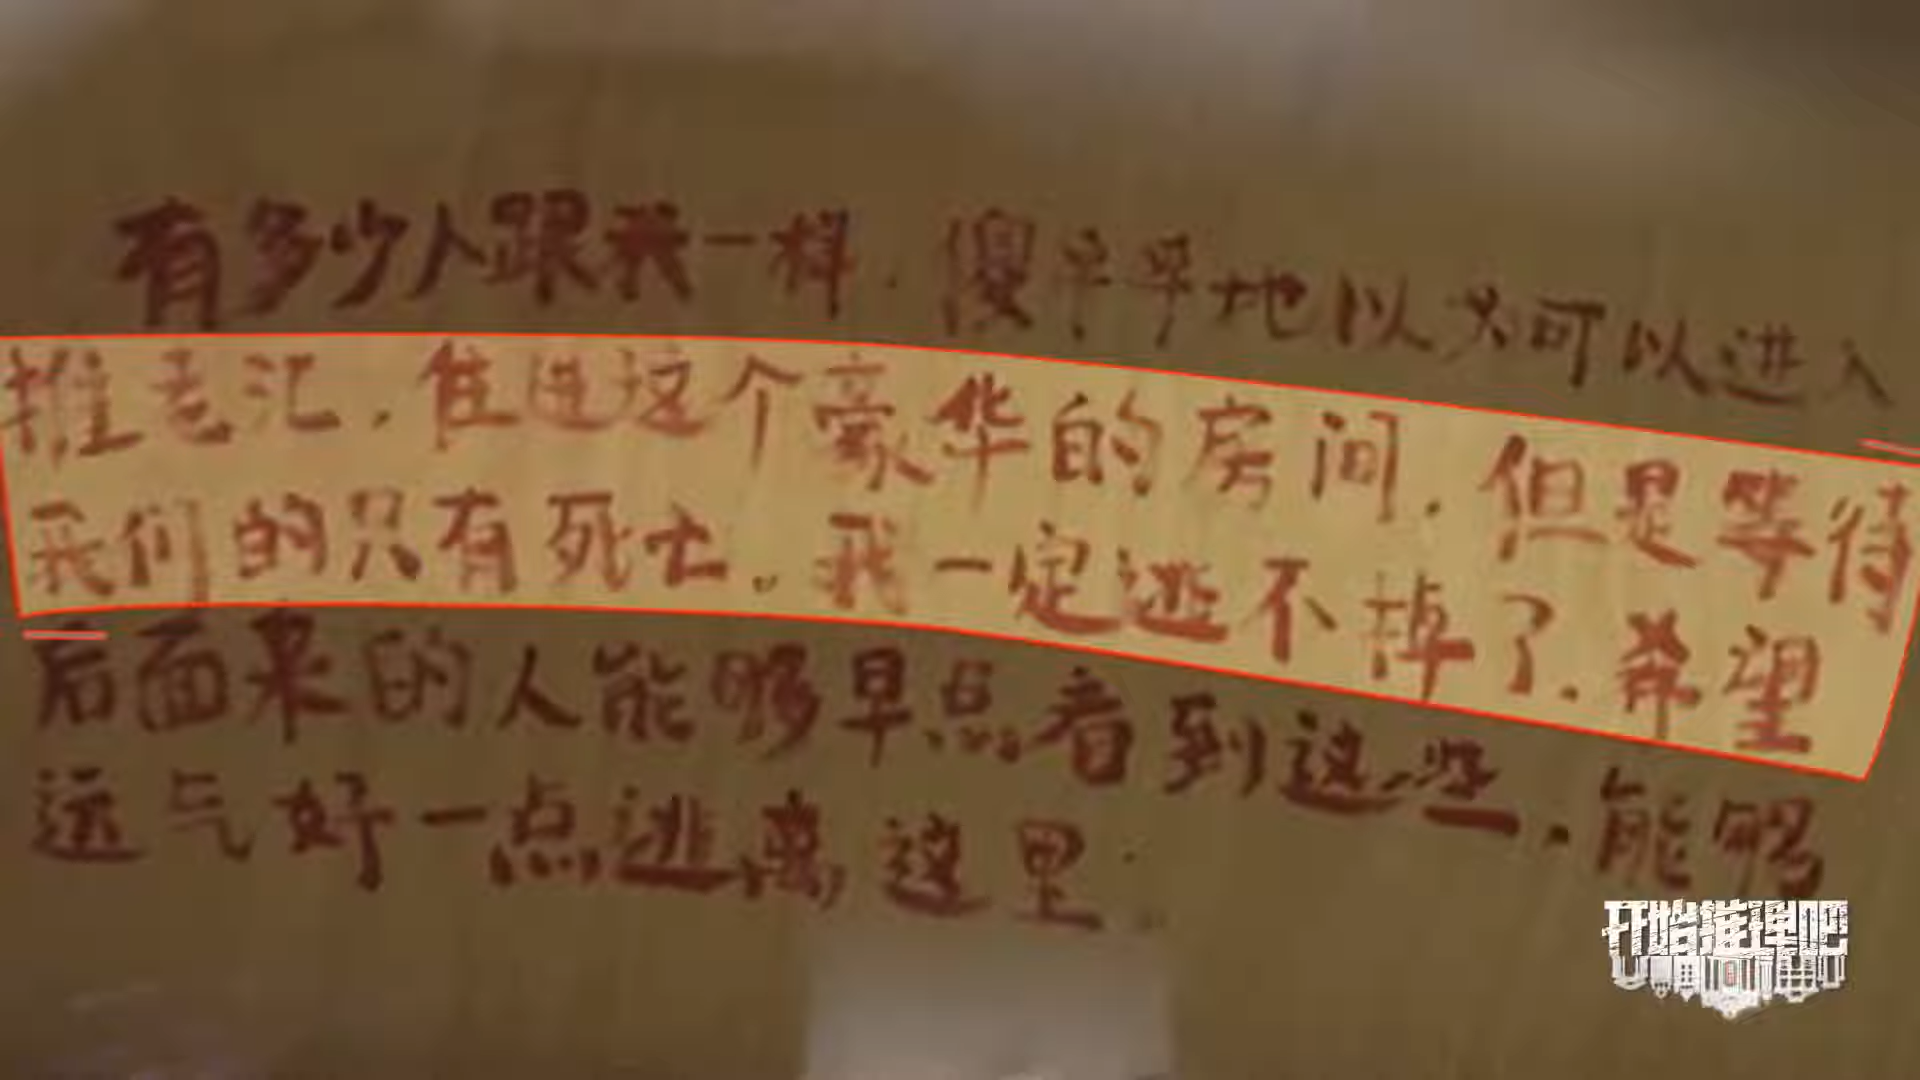 有多少人跟我一样，傻乎乎地以为可以进入
推老汇，住进这个豪华的房间，但是等待
我们的只有死亡。我一定逃不掉了，希望
后面来的人能够早点看到这些，能够
运气好一点逃离这里。
开始推理吧